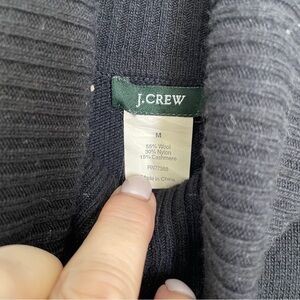 J.CREW
M
55% Wool
30% Nylon
15% Cashmere
Made in China